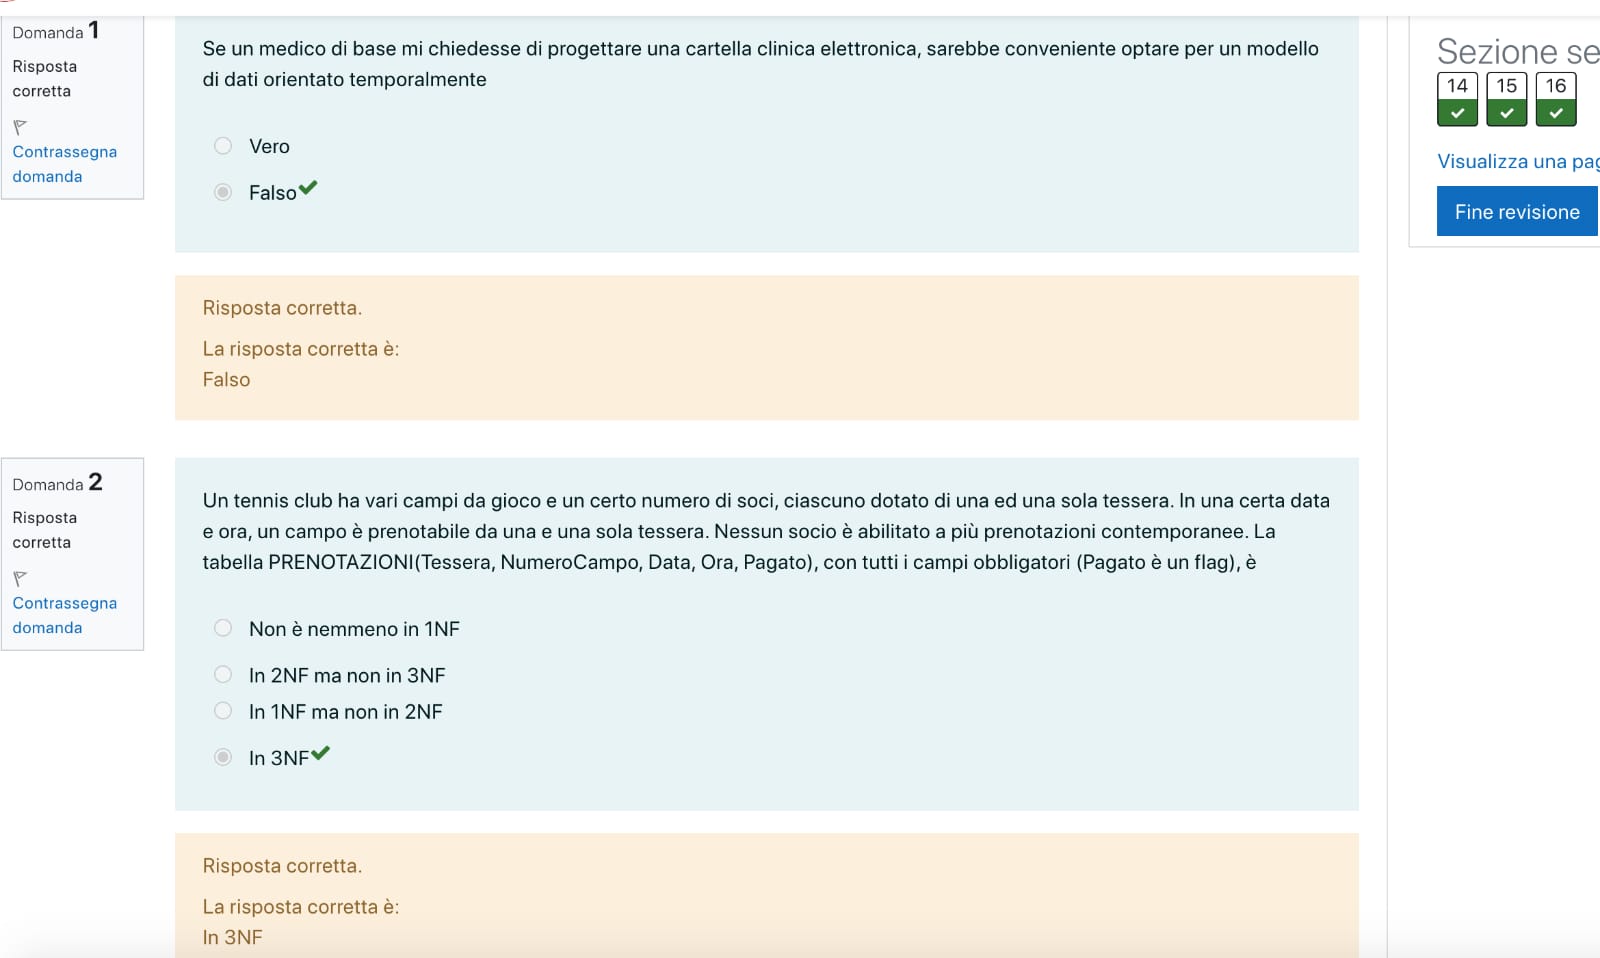 Domanda 1
Risposta
corretta
Contrassegna
domanda
Se un medico di base mi chiedesse di progettare una cartella clinica elettronica, sarebbe conveniente optare per un modello
di dati orientato temporalmente
Vero
Falso
Risposta corretta.
La risposta corretta è:
Falso
Domanda 2
Risposta
corretta
Contrassegna
domanda
Un tennis club ha vari campi da gioco e un certo numero di soci, ciascuno dotato di una ed una sola tessera. In una certa data
e ora, un campo è prenotabile da una e una sola tessera. Nessun socio è abilitato a più prenotazioni contemporanee. La
tabella PRENOTAZIONI(Tessera, NumeroCampo, Data, Ora, Pagato), con tutti i campi obbligatori (Pagato è un flag), è
Non è nemmeno in 1NF
In 2NF ma non in 3NF
In 1NF ma non in 2NF
In 3NF
Risposta corretta.
La risposta corretta è:
In 3NF
Sezione se
14 15 16
Visualizza una pag
Fine revisione